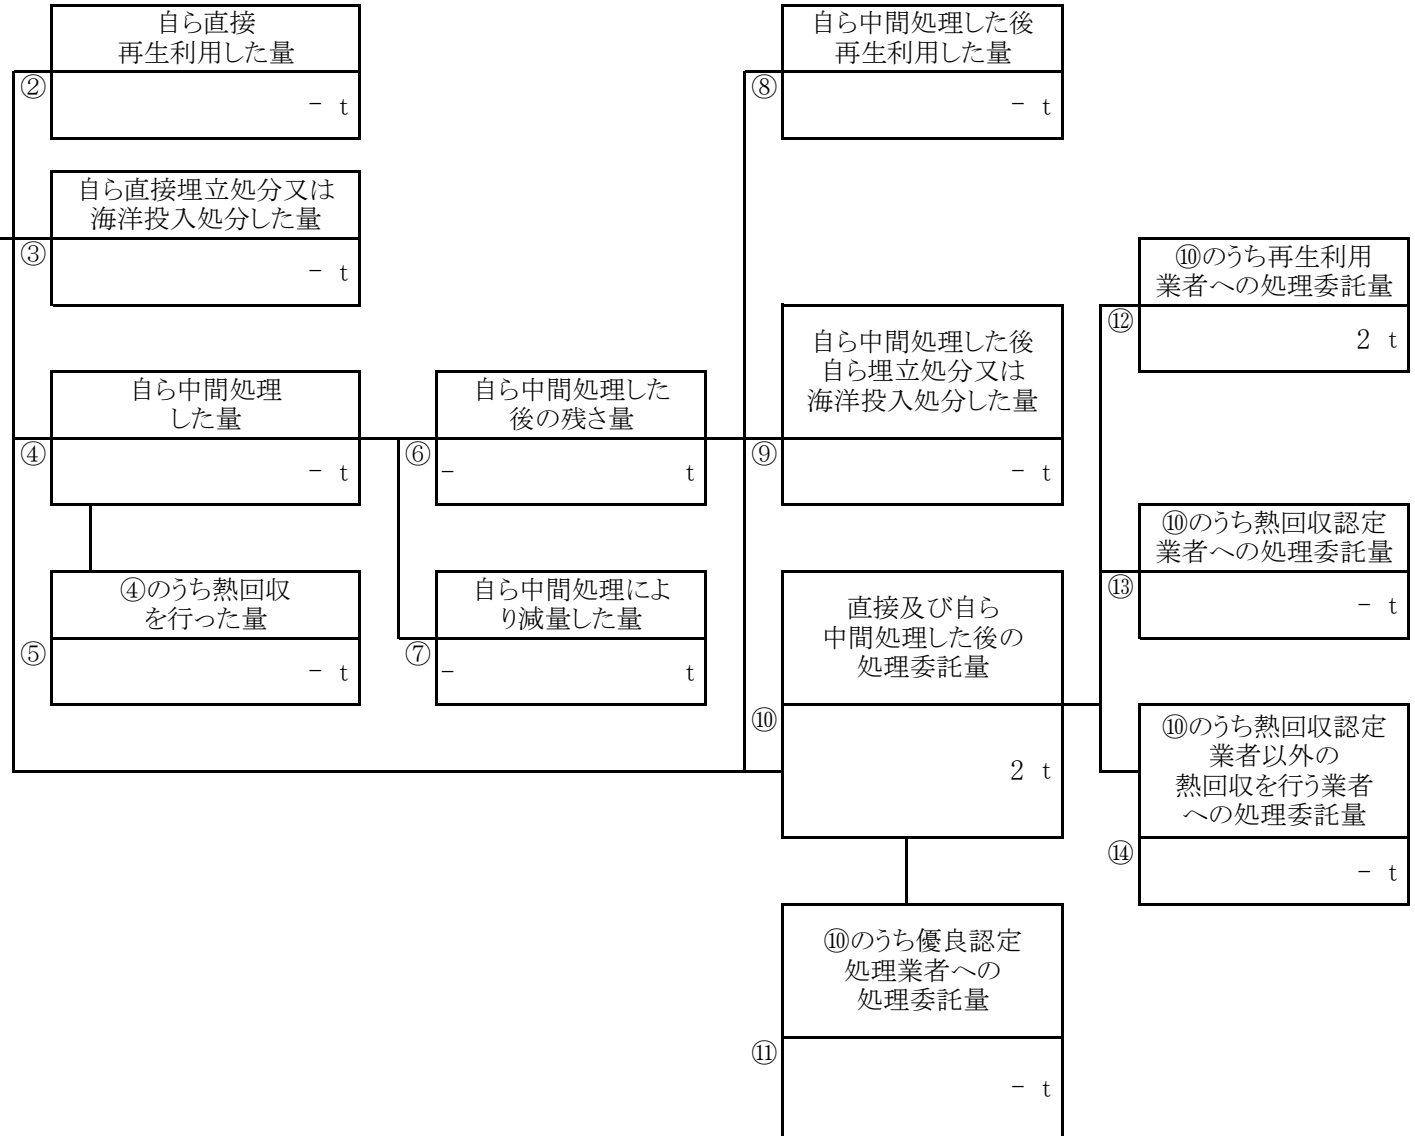 自ら直接
再生利用した量
②
－ t
自ら直接埋立処分又は
海洋投入処分した量
③
－ t
自ら中間処理
した量
④
－ t
④のうち熱回収
を行った量
⑤
－ t
自ら中間処理した
後の残さ量
⑥
－ t
自ら中間処理によ
り減量した量
⑦
－ t
自ら中間処理した後
再生利用した量
⑧
－ t
自ら中間処理した後
自ら埋立処分又は
海洋投入処分した量
⑨
－ t
直接及び自ら
中間処理した後の
処理委託量
⑩
2 t
⑩のうち優良認定
処理業者への
処理委託量
⑪
－ t
⑩のうち再生利用
業者への処理委託量
⑫
2 t
⑩のうち熱回収認定
業者への処理委託量
⑬
－ t
⑩のうち熱回収認定
業者以外の
熱回収を行う業者
への処理委託量
⑭
－ t